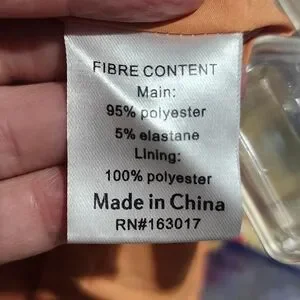 FIBRE CONTENT
Main:
95% polyester
5% elastane
Lining:
100% polyester
Made in China
RN#163017